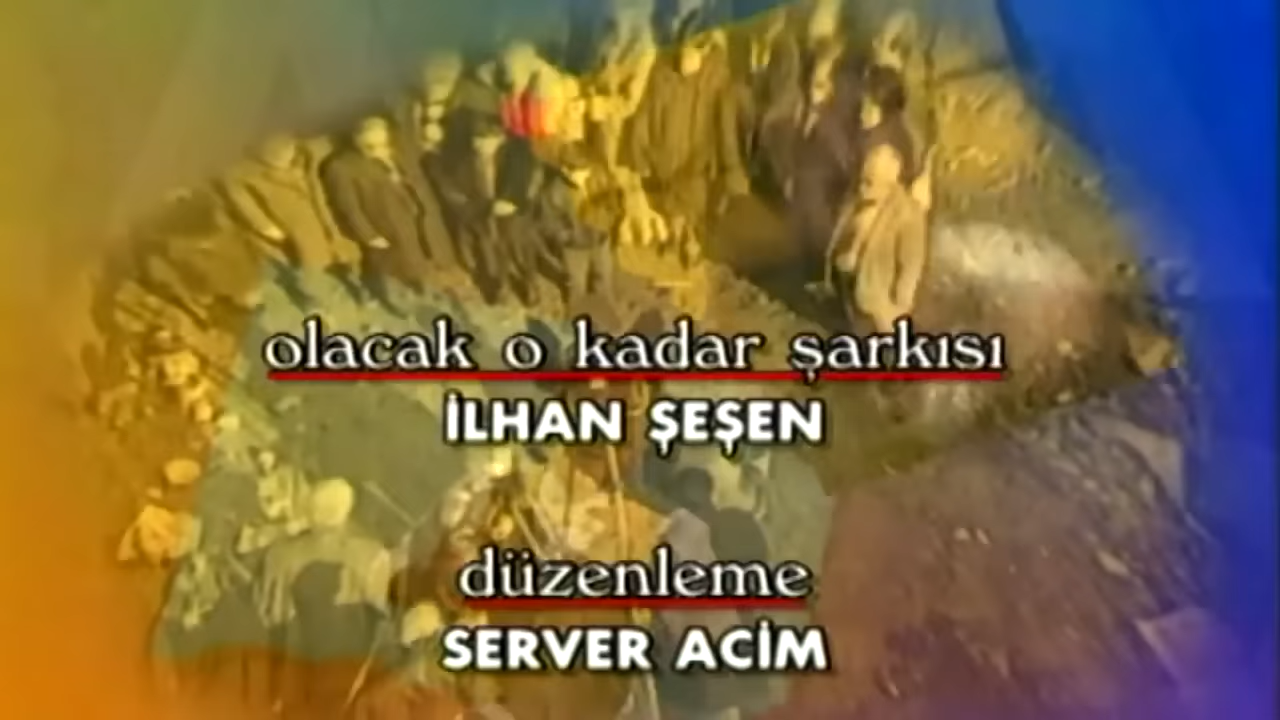 olacak o kadar şarkısı
İLHAN ŞEŞEN
düzenleme
SERVER ACİM